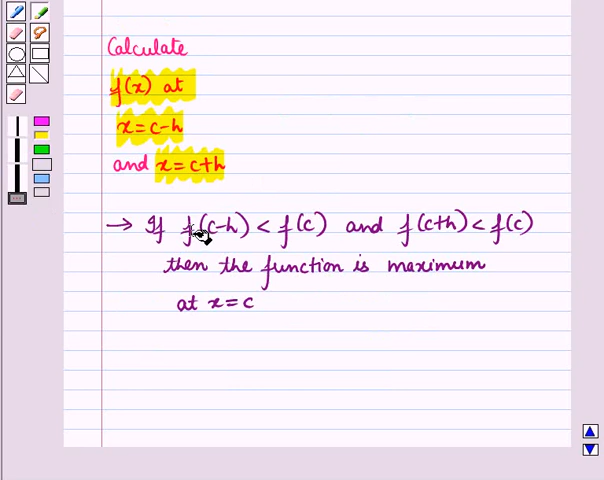 Calculate
f(x) at
x=c-h
and x=c+h
→ If f(c-h) < f(c) and f(c+h) < f(c)
then the function is maximum
at x=c